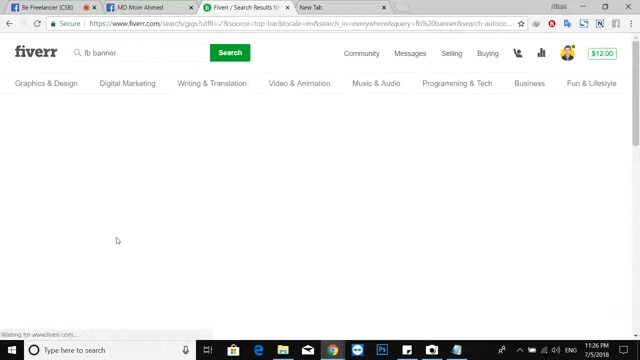 Be Freelancer (CSB)
MD Moin Ahmed
Fiverr / Search Results fo
New Tab
Secure
https://www.fiverr.com/search/gigs?utf8=✓&source=top-bar&locale=en&search_in=everywhere&query=fb%20banner&search-autoco
fiverr
fb banner
Search
Community
Messages
Selling
Buying
$12.00
Graphics & Design
Digital Marketing
Writing & Translation
Video & Animation
Music & Audio
Programming & Tech
Business
Fun & Lifestyle
Waiting for www.fiverr.com...
Type here to search
ENG
11:26 PM
7/5/2018